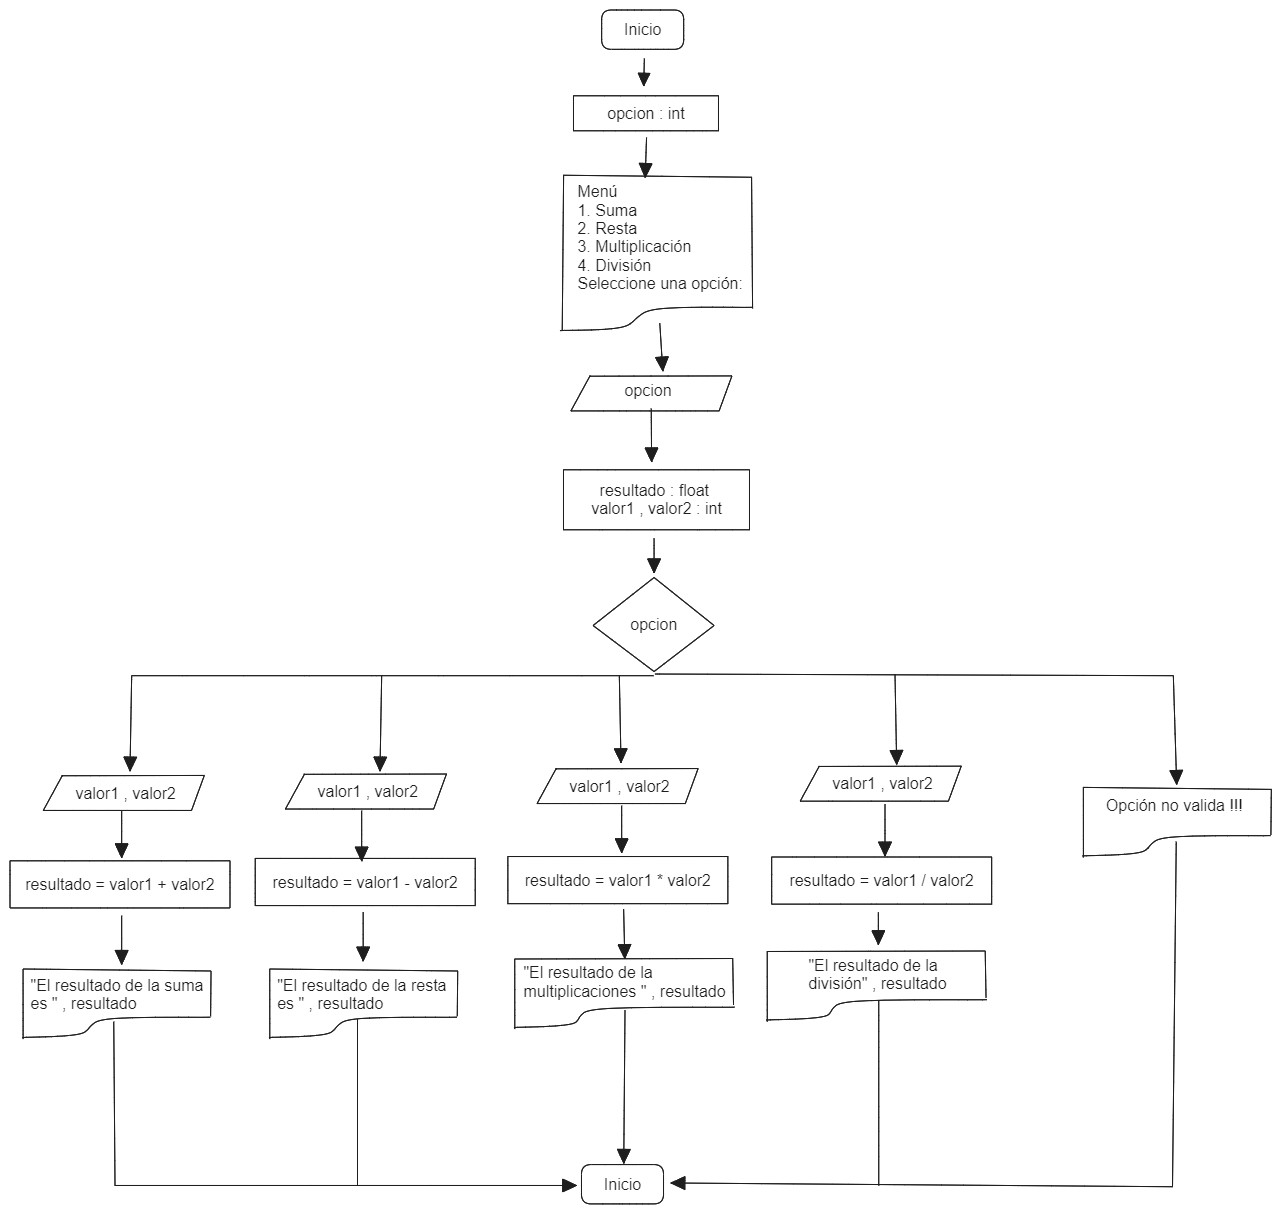 Inicio
opcion : int
Menú
1. Suma
2. Resta
3. Multiplicación
4. División
Seleccione una opción:
opcion
resultado : float
valor1 , valor2 : int
opcion
valor1 , valor2
valor1 , valor2
valor1 , valor2
valor1 , valor2
Opción no valida !!!
resultado = valor1 + valor2
resultado = valor1 - valor2
resultado = valor1 * valor2
resultado = valor1 / valor2
"El resultado de la suma
es " , resultado
"El resultado de la resta
es " , resultado
"El resultado de la
multiplicaciones " , resultado
"El resultado de la
división" , resultado
Inicio